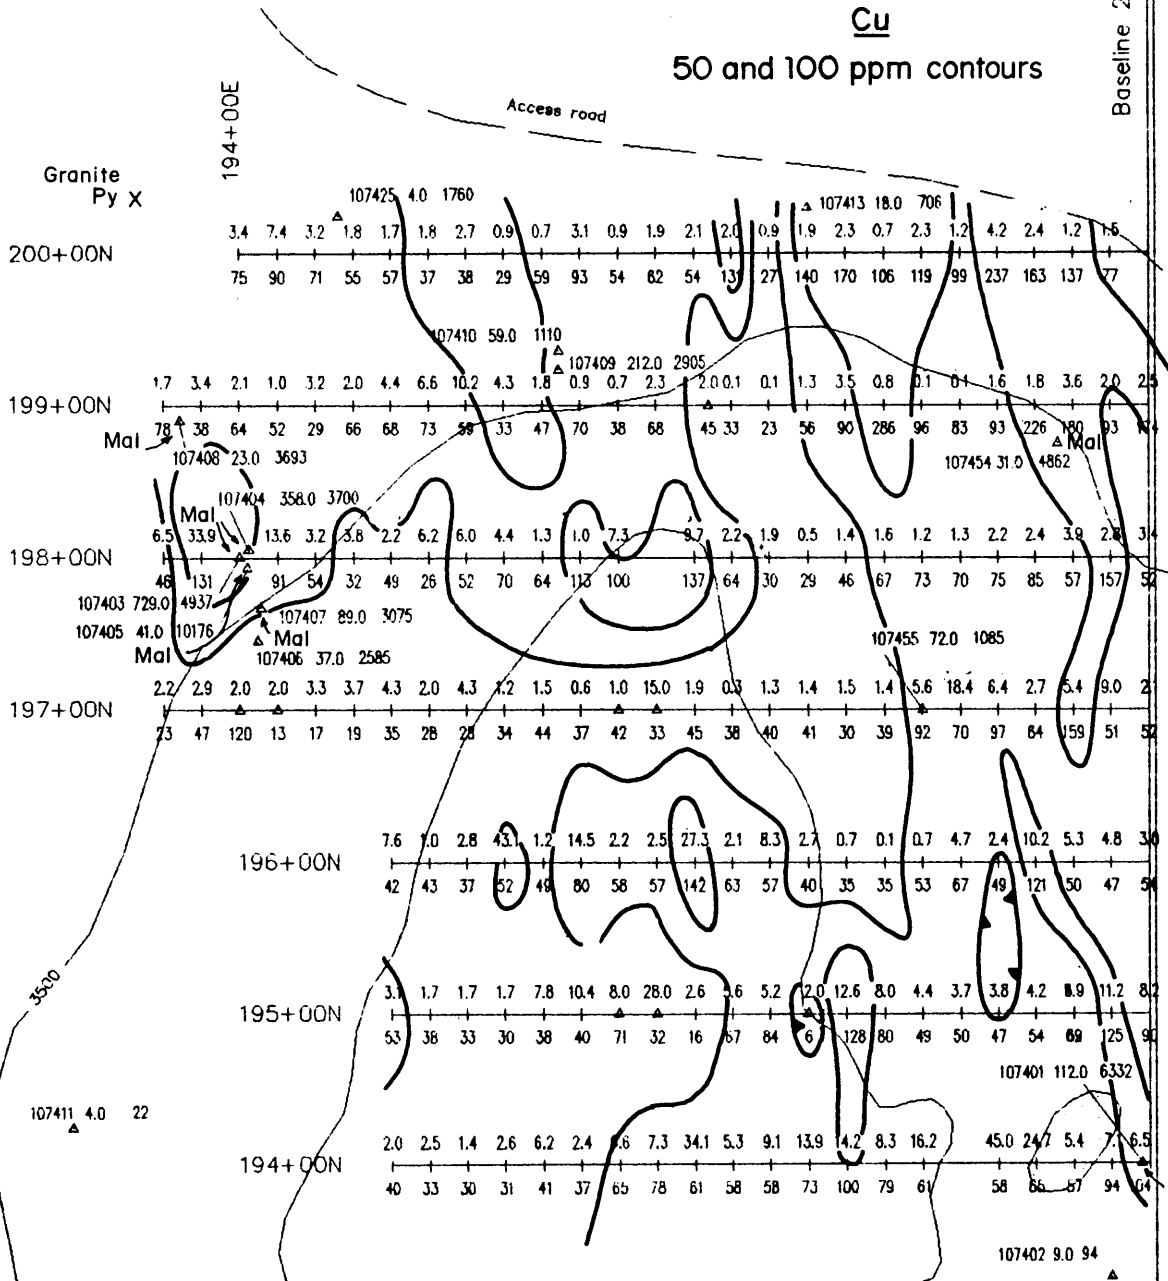 Cu
50 and 100 ppm contours
Baseline 2
Access road
194+00E
Granite
Py X
107425 4.0 1760
107413 18.0 706
3.4 7.4 3.2 1.8 1.7 1.8 2.7 0.9 0.7 3.1 0.9 1.9 2.1 2.0 0.9 1.9 2.3 0.7 2.3 1.2 4.2 2.4 1.2 1.6
200+00N
75 90 71 55 57 37 38 29 59 93 54 62 54 131 27 140 170 106 119 99 237 163 137 77
107410 59.0 1110
107409 212.0 2905
1.7 3.4 2.1 1.0 3.2 2.0 4.4 6.6 10.2 4.3 1.8 0.9 0.7 2.3 2.0 0.1 0.1 1.3 3.5 0.8 0.1 0.1 1.6 1.8 3.6 2.0 2.5
199+00N
78 38 64 52 29 66 68 73 59 33 47 70 38 68 45 33 23 56 90 286 96 83 93 226 180 93
Mal
Mal
107408 23.0 3693
107454 31.0 4862
107404 358.0 3700
Mal
6.5 33.9 13.6 3.2 3.8 2.2 6.2 6.0 4.4 1.3 1.0 7.3 9.7 2.2 1.9 0.5 1.4 1.6 1.2 1.3 2.2 2.4 3.9 2.8 3.4
198+00N
46 131 91 54 32 49 26 52 70 64 113 100 137 64 30 29 46 67 73 70 75 85 57 157 52
107403 729.0 4937
107407 89.0 3075
107405 41.0 10176
Mal
107455 72.0 1085
Mal
107406 37.0 2585
2.2 2.9 2.0 2.0 3.3 3.7 4.3 2.0 4.3 1.2 1.5 0.6 1.0 15.0 1.9 0.3 1.3 1.4 1.5 1.4 5.6 18.4 6.4 2.7 5.4 9.0
197+00N
23 47 120 13 17 19 35 28 28 34 44 37 42 33 45 38 40 41 30 39 92 70 97 84 159 51 52
7.6 1.0 2.8 43.1 1.2 14.5 2.2 2.5 27.3 2.1 8.3 2.7 0.7 0.1 0.7 4.7 2.4 10.2 5.3 4.8 3.0
196+00N
42 43 37 52 49 80 58 57 142 63 57 40 35 35 53 67 49 121 50 47 54
3.1 1.7 1.7 1.7 7.8 10.4 8.0 28.0 2.6 3.6 5.2 12.0 12.6 8.0 4.4 3.7 3.8 4.2 8.9 11.2 8.2
3500
195+00N
53 38 33 30 38 40 71 32 16 67 84 6 128 80 49 50 47 54 69 125 90
107401 112.0 6332
107411 4.0 22
2.0 2.5 1.4 2.6 6.2 2.4 6.6 7.3 34.1 5.3 9.1 13.9 14.2 8.3 16.2 45.0 24.7 5.4 7.1 6.5
194+00N
40 33 30 31 41 37 65 78 61 58 58 73 100 79 61 58 65 57 94
107402 9.0 94